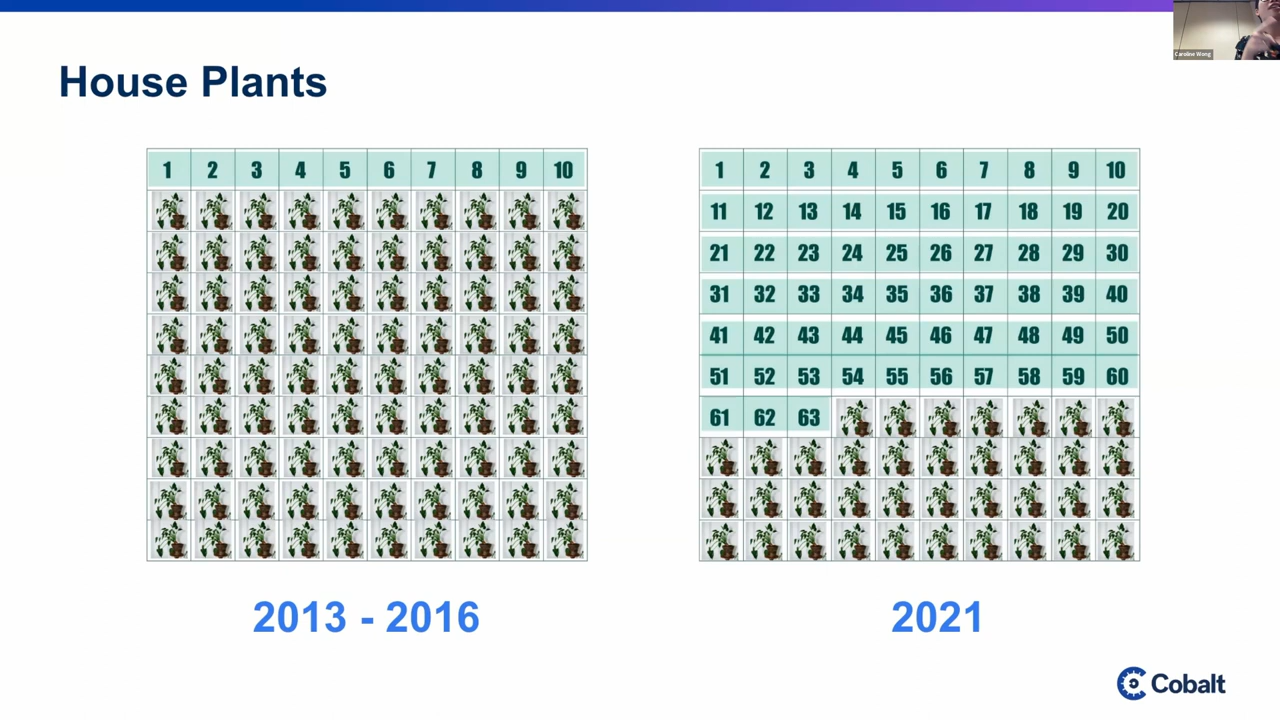 Caroline Wong
House Plants
1 2 3 4 5 6 7 8 9 10
1 2 3 4 5 6 7 8 9 10
11 12 13 14 15 16 17 18 19 20
21 22 23 24 25 26 27 28 29 30
31 32 33 34 35 36 37 38 39 40
41 42 43 44 45 46 47 48 49 50
51 52 53 54 55 56 57 58 59 60
61 62 63
2013 - 2016
2021
Cobalt